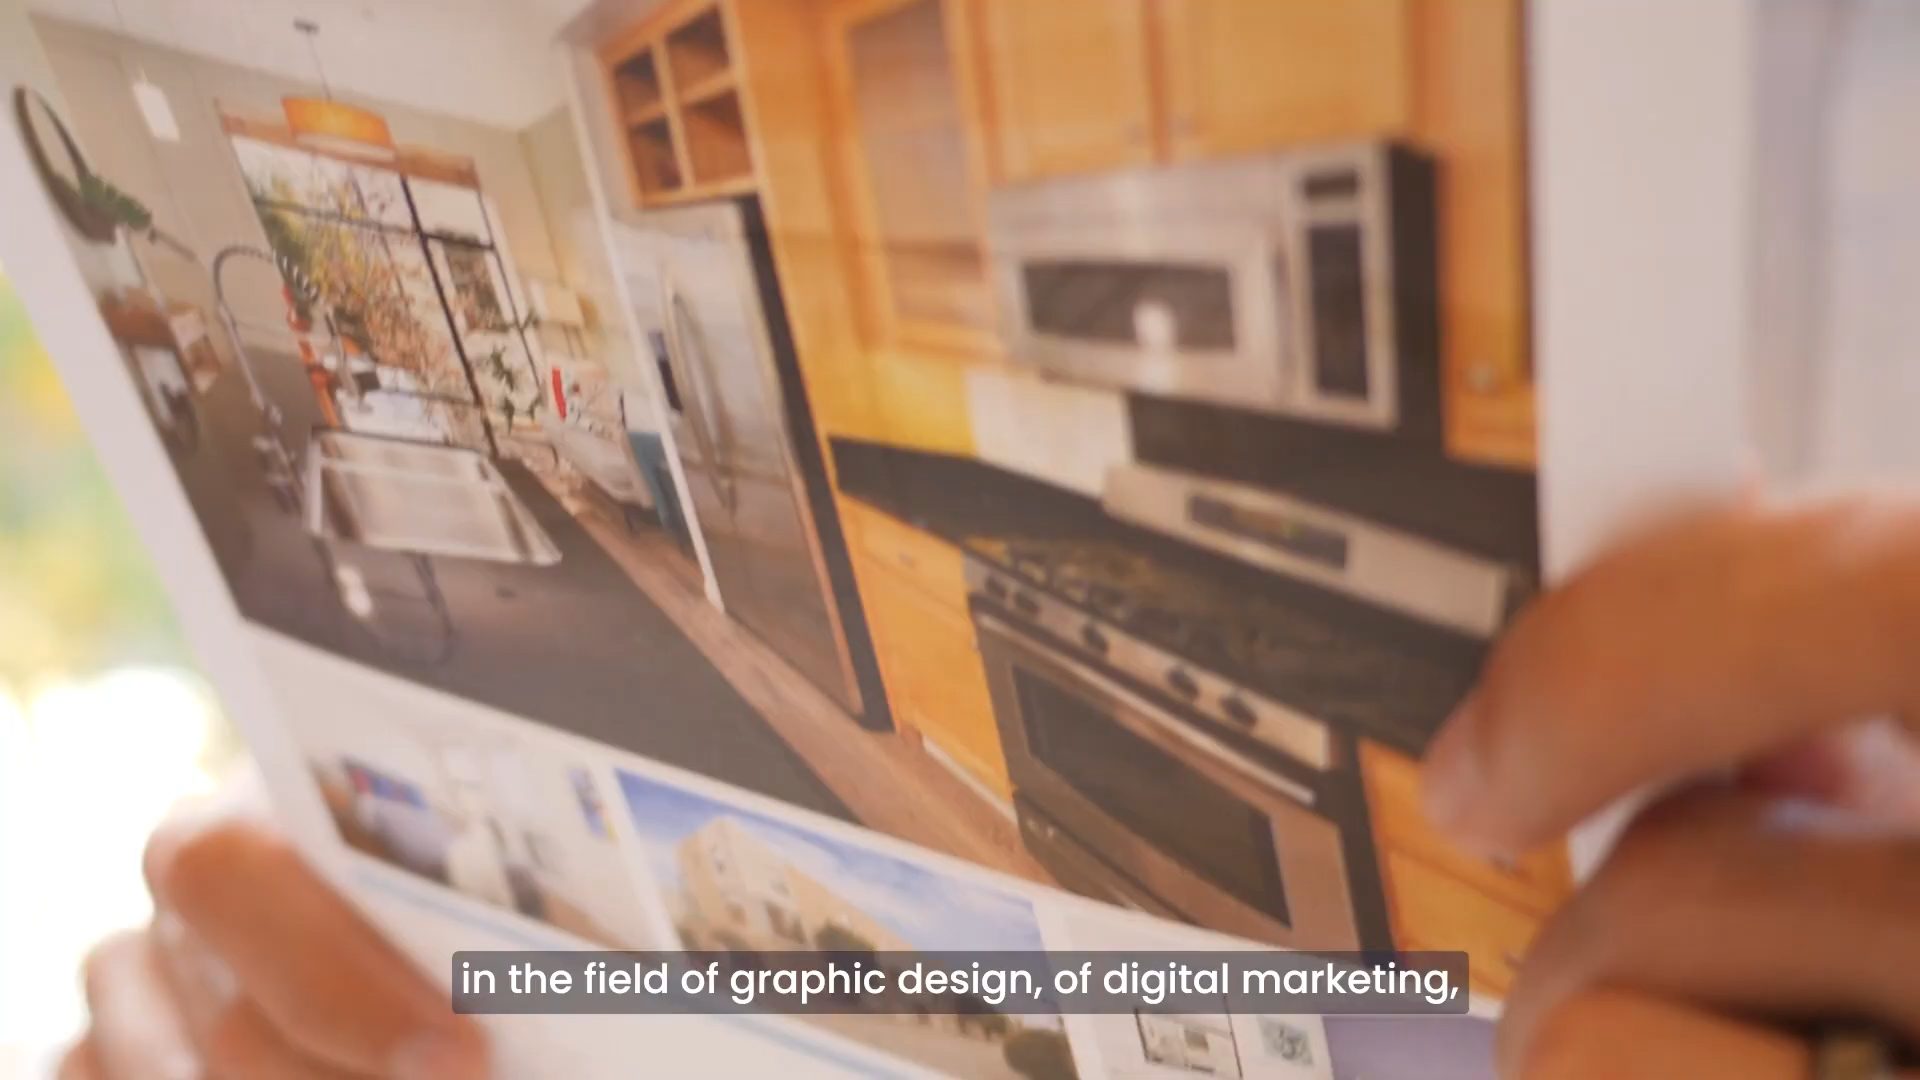 in the field of graphic design, of digital marketing,